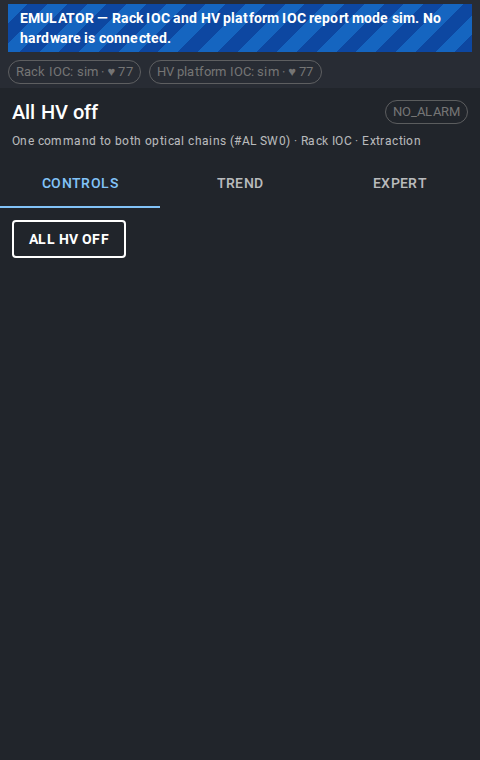 EMULATOR — Rack IOC and HV platform IOC report mode sim. No
hardware is connected.
Rack IOC: sim · ♥ 77
HV platform IOC: sim · ♥ 77
All HV off
NO_ALARM
One command to both optical chains (#AL SW0) · Rack IOC · Extraction
CONTROLS
TREND
EXPERT
ALL HV OFF